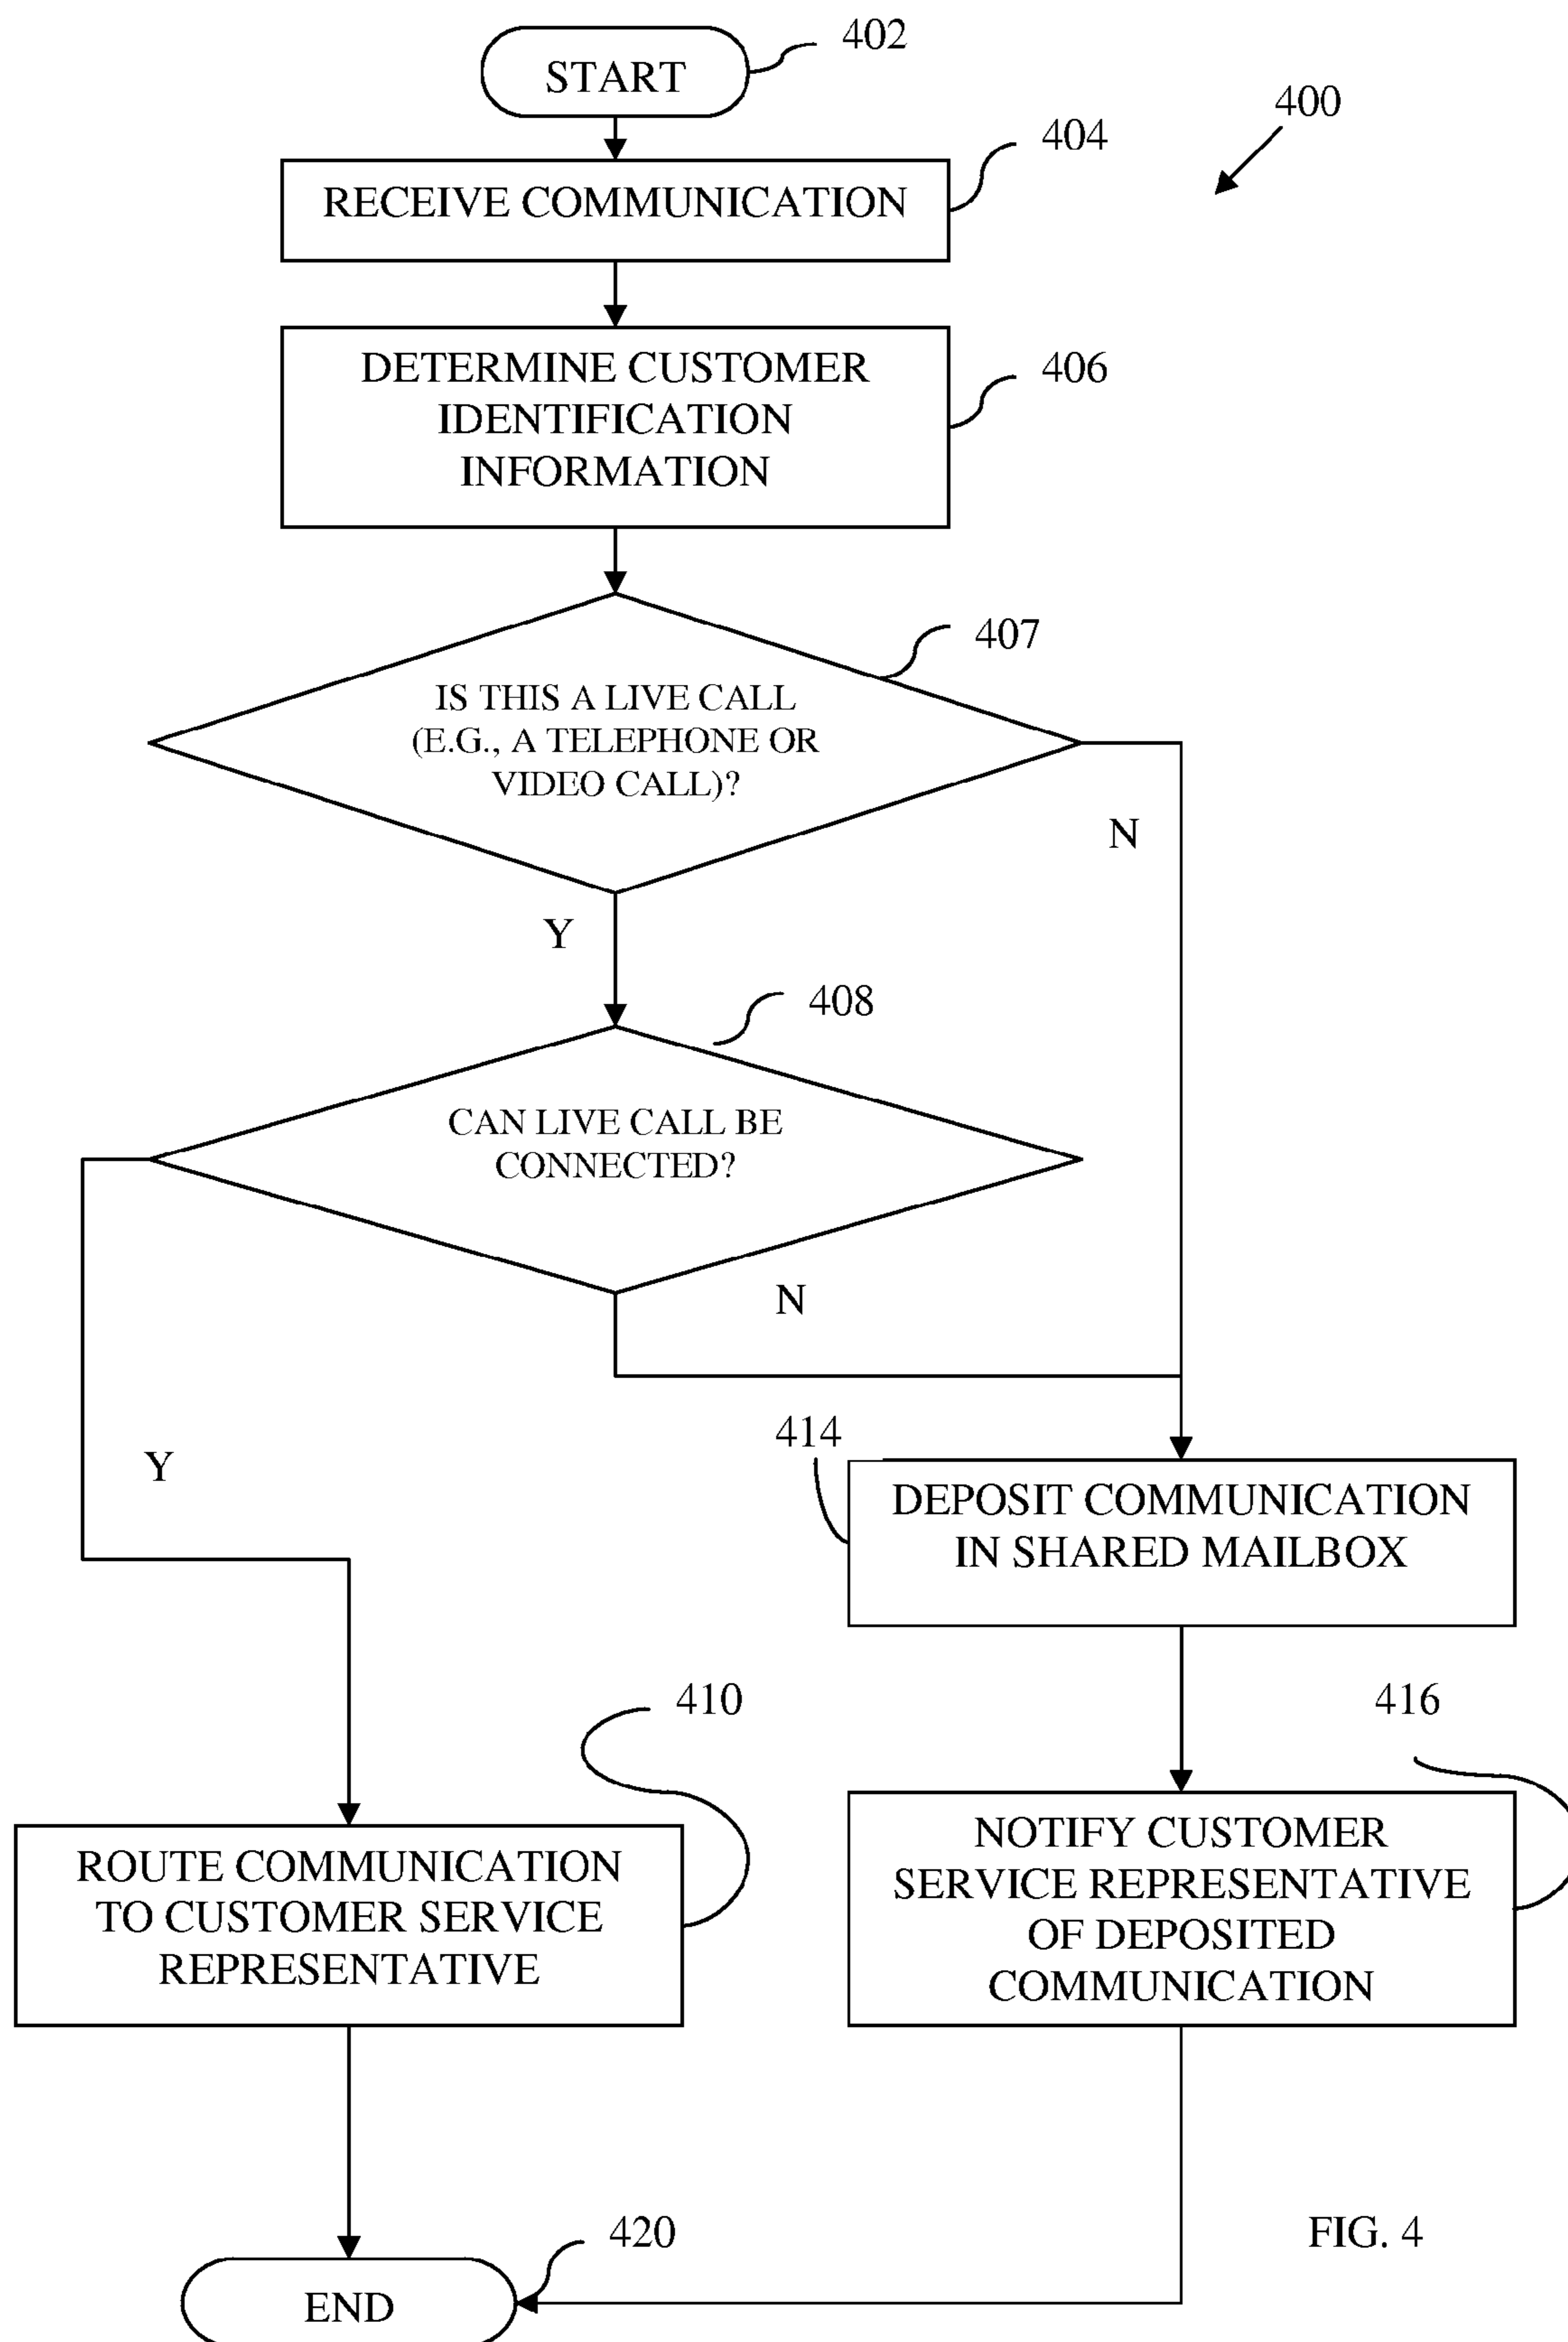 402
START
400
404
RECEIVE COMMUNICATION
406
DETERMINE CUSTOMER
IDENTIFICATION
INFORMATION
407
IS THIS A LIVE CALL
(E.G., A TELEPHONE OR
VIDEO CALL)?
N
Y
408
CAN LIVE CALL BE
CONNECTED?
N
Y
414
DEPOSIT COMMUNICATION
IN SHARED MAILBOX
410
416
ROUTE COMMUNICATION
TO CUSTOMER SERVICE
REPRESENTATIVE
NOTIFY CUSTOMER
SERVICE REPRESENTATIVE
OF DEPOSITED
COMMUNICATION
420
FIG. 4
END